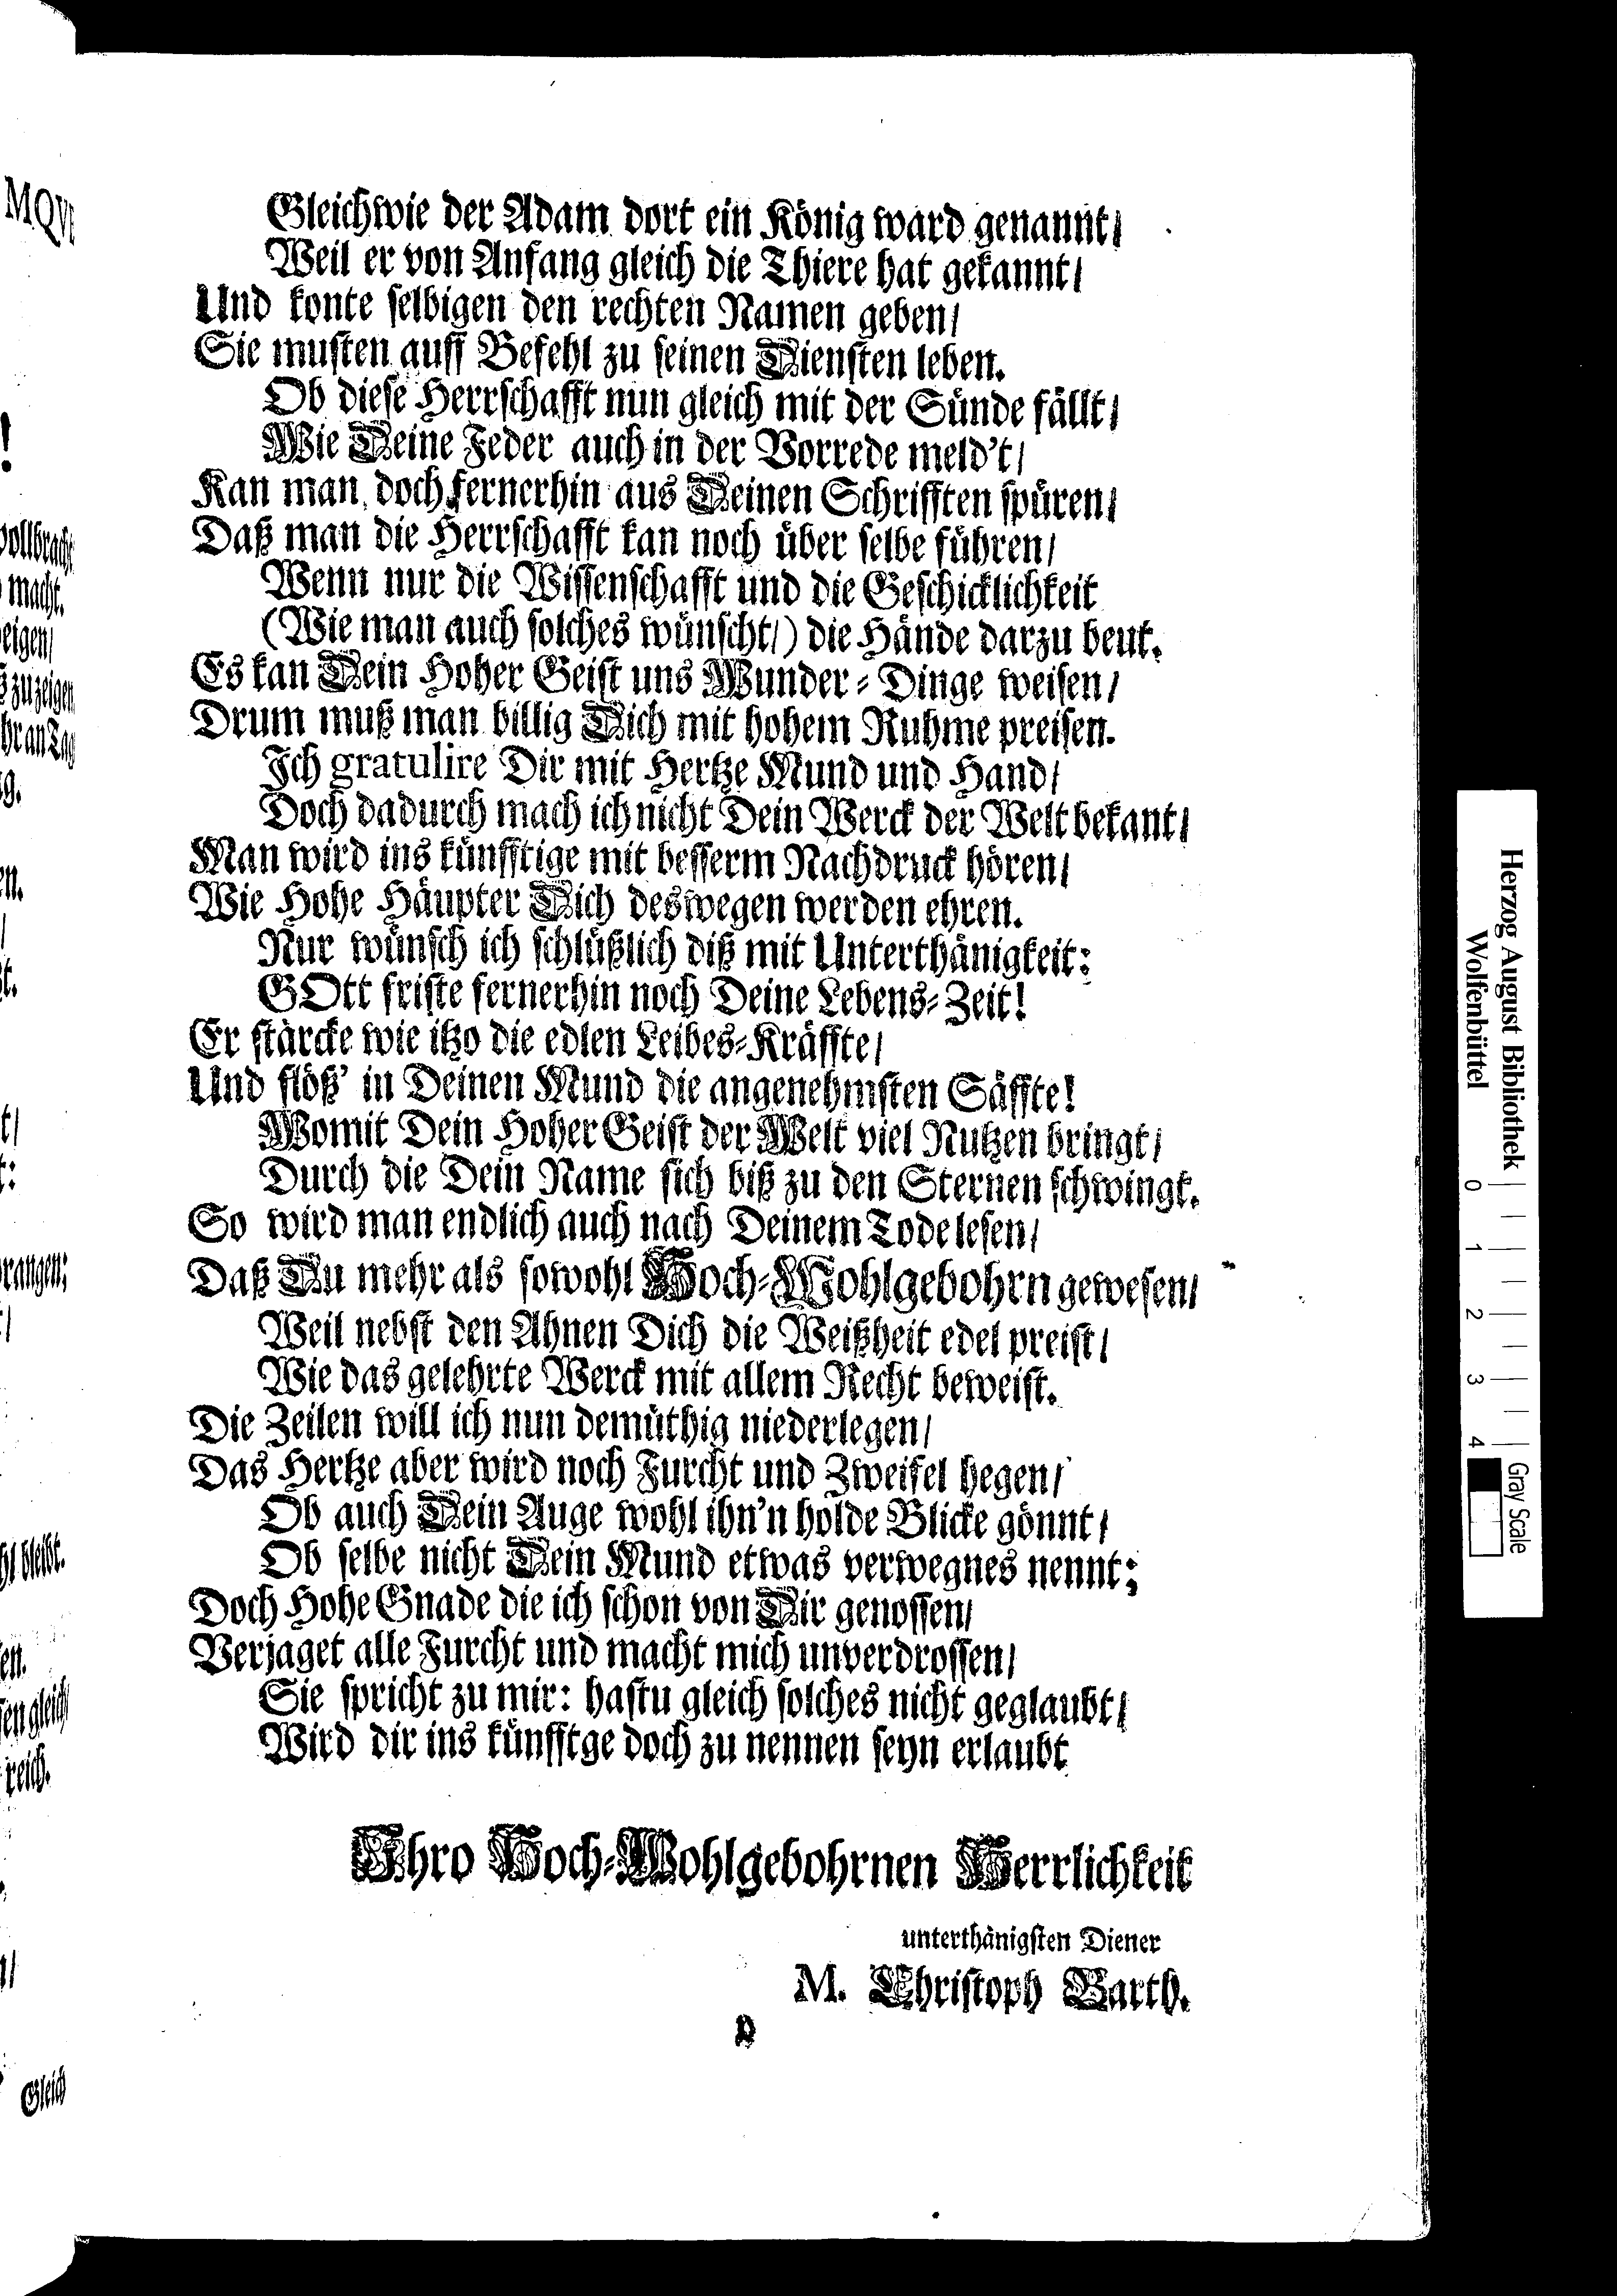 Gleichwie der Adam dort ein König ward genannt/
Weil er von Anfang gleich die Thiere hat gekannt/
Und konte selbigen den rechten Namen geben/
Sie musten auff Befehl zu seinen Diensten leben.
Ob diese Herrschafft nun gleich mit der Sünde fällt/
Wie Deine Feder auch in der Vorrede meld't/
Kan man doch fernerhin aus Deinen Schrifften spüren/
Daß man die Herrschafft kan noch über selbe führen/
Wenn nur die Wissenschafft und die Geschicklichkeit
(Wie man auch solches wünscht/) die Hände darzu beut.
Es kan Dein Hoher Geist uns Wunder-Dinge weisen/
Drum muß man billig Dich mit hohem Ruhme preisen.
Ich gratulire Dir mit Hertze Mund und Hand/
Doch dadurch mach ich nicht Dein Werck der Welt bekant/
Man wird ins künfftige mit besserm Nachdruck hören/
Wie Hohe Häupter Dich deswegen werden ehren.
Nur wünsch ich schlüßlich diß mit Unterthänigkeit:
GOtt friste fernerhin noch Deine Lebens-Zeit!
Er stärcke wie itzo die edlen Leibes-Kräffte/
Und flöß' in Deinen Mund die angenehmsten Säffte!
Womit Dein Hoher Geist der Welt viel Nutzen bringt/
Durch die Dein Name sich biß zu den Sternen schwingt.
So wird man endlich auch nach Deinem Tode lesen/
Daß Du mehr als sowohl Hoch-Wohlgebohrn gewesen/
Weil nebst den Ahnen Dich die Weißheit edel preist/
Wie das gelehrte Werck mit allem Recht beweist.
Die Zeilen will ich nun demüthig niederlegen/
Das Hertze aber wird noch Furcht und Zweifel hegen/
Ob auch Dein Auge wohl ihn'n holde Blicke gönnt/
Ob selbe nicht Dein Mund etwas verwegnes nennt;
Doch Hohe Gnade die ich schon von Dir genossen/
Verjaget alle Furcht und macht mich unverdrossen/
Sie spricht zu mir: hastu gleich solches nicht geglaubt/
Wird dir ins künfftge doch zu nennen seyn erlaubt
Ihro Hoch-Wohlgebohrnen Herrlichkeit
unterthänigsten Diener
M. Christoph Barth.
MQVE
!
vollbracht
macht.
eigen/
zu zeigen
hr an Tag
g.
en.
t.
t/
t:
rangen;
bleibt.
en.
en gleich
reich.
Gleich
Herzog August Bibliothek
Wolfenbüttel
0
1
2
3
4
Gray Scale